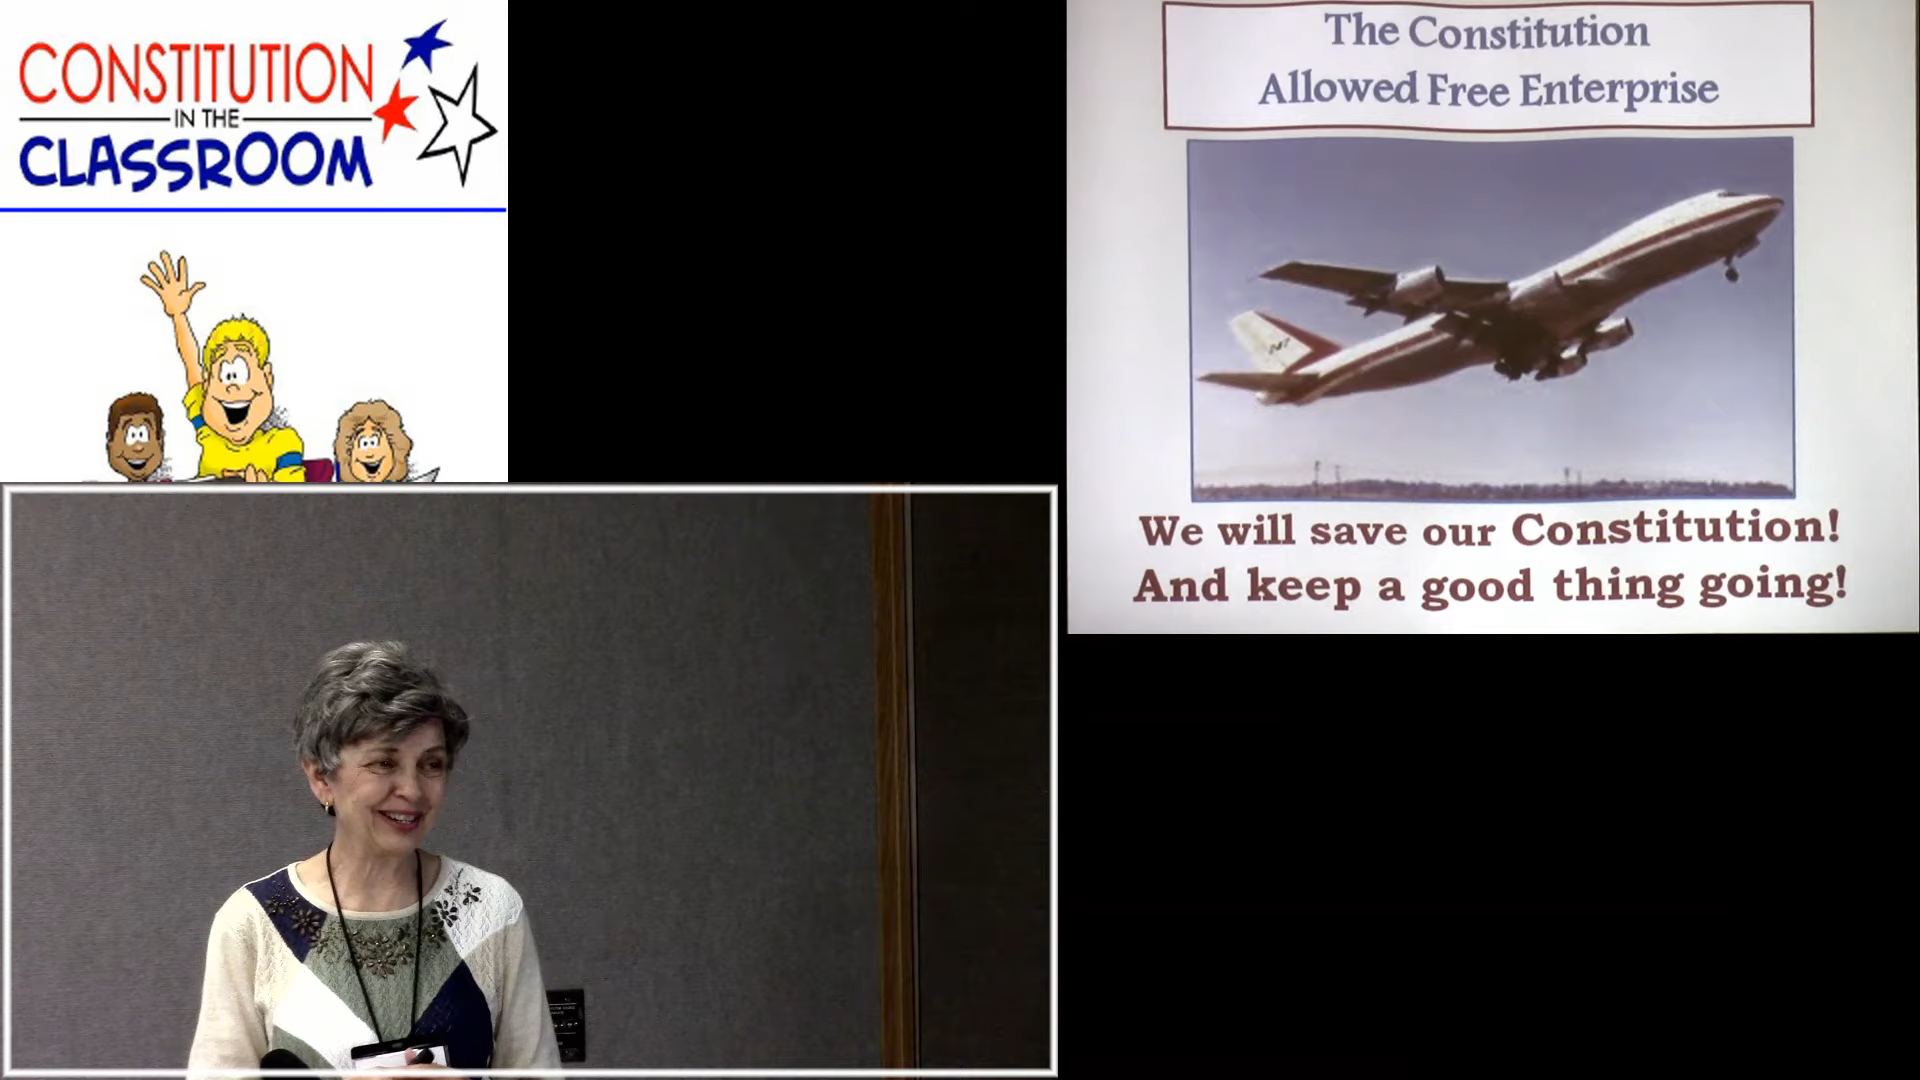 CONSTITUTION
IN THE
CLASSROOM
The Constitution
Allowed Free Enterprise
747
We will save our Constitution!
And keep a good thing going!